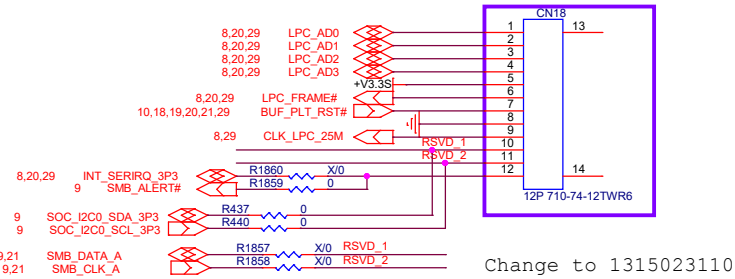 CN18
8,20,29 LPC_AD0 1 13
8,20,29 LPC_AD1 2
8,20,29 LPC_AD2 3
8,20,29 LPC_AD3 4
+V3.3S 5
8,20,29 LPC_FRAME# 6
10,18,19,20,21,29 BUF_PLT_RST# 7
8
8,29 CLK_LPC_25M 9
RSVD_1 10
RSVD_2 11
8,20,29 INT_SERIRQ_3P3 R1860 X/0 12 14
9 SMB_ALERT# R1859 0
12P 710-74-12TWR6
9 SOC_I2C0_SDA_3P3 R437 0
9 SOC_I2C0_SCL_3P3 R440 0
9,21 SMB_DATA_A R1857 X/0 RSVD_1
9,21 SMB_CLK_A R1858 X/0 RSVD_2
Change to 1315023110